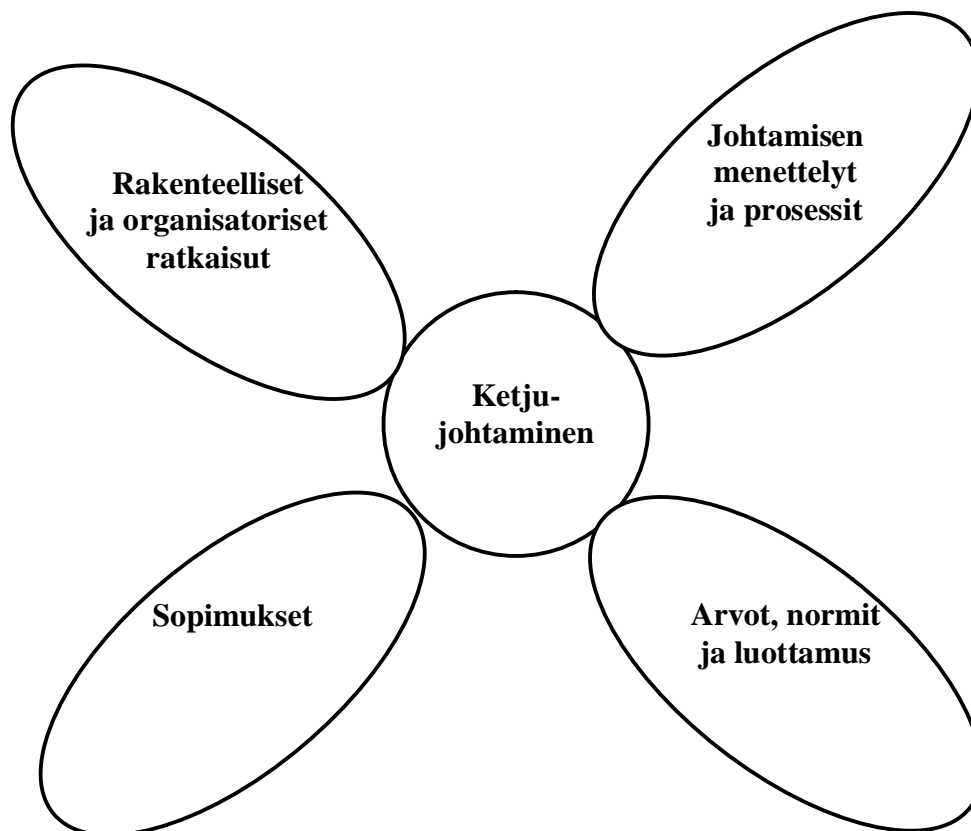 Rakenteelliset
ja organisatoriset
ratkaisut
Johtamisen
menettelyt
ja prosessit
Ketju-
johtaminen
Sopimukset
Arvot, normit
ja luottamus